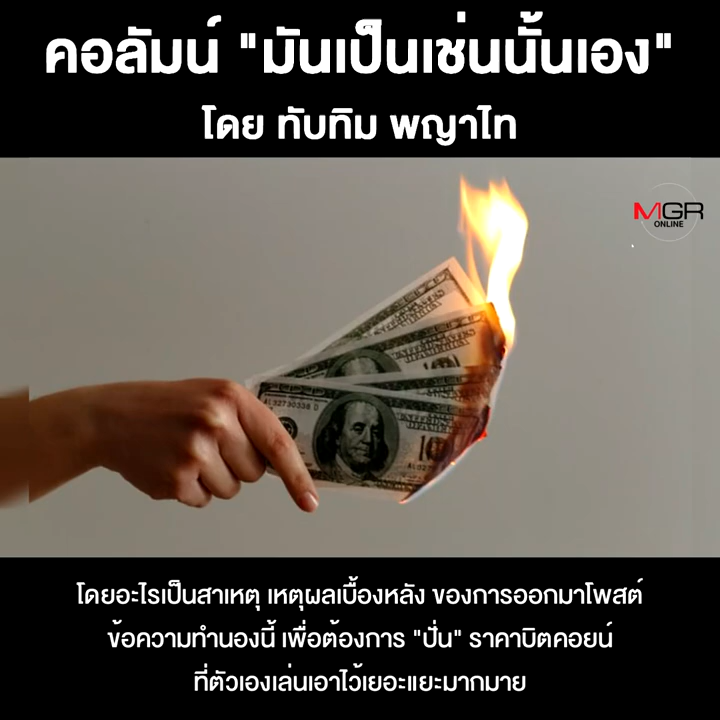 คอลัมน์ "มันเป็นเช่นนั้นเอง"
โดย ทับทิม พญาไท
MGR
ONLINE
THE UNITED STATES
OF AMERICA
AL32730338 D
โดยอะไรเป็นสาเหตุ เหตุผลเบื้องหลัง ของการออกมาโพสต์
ข้อความทำนองนี้ เพื่อต้องการ "ปั่น" ราคาบิตคอยน์
ที่ตัวเองเล่นเอาไว้เยอะแยะมากมาย